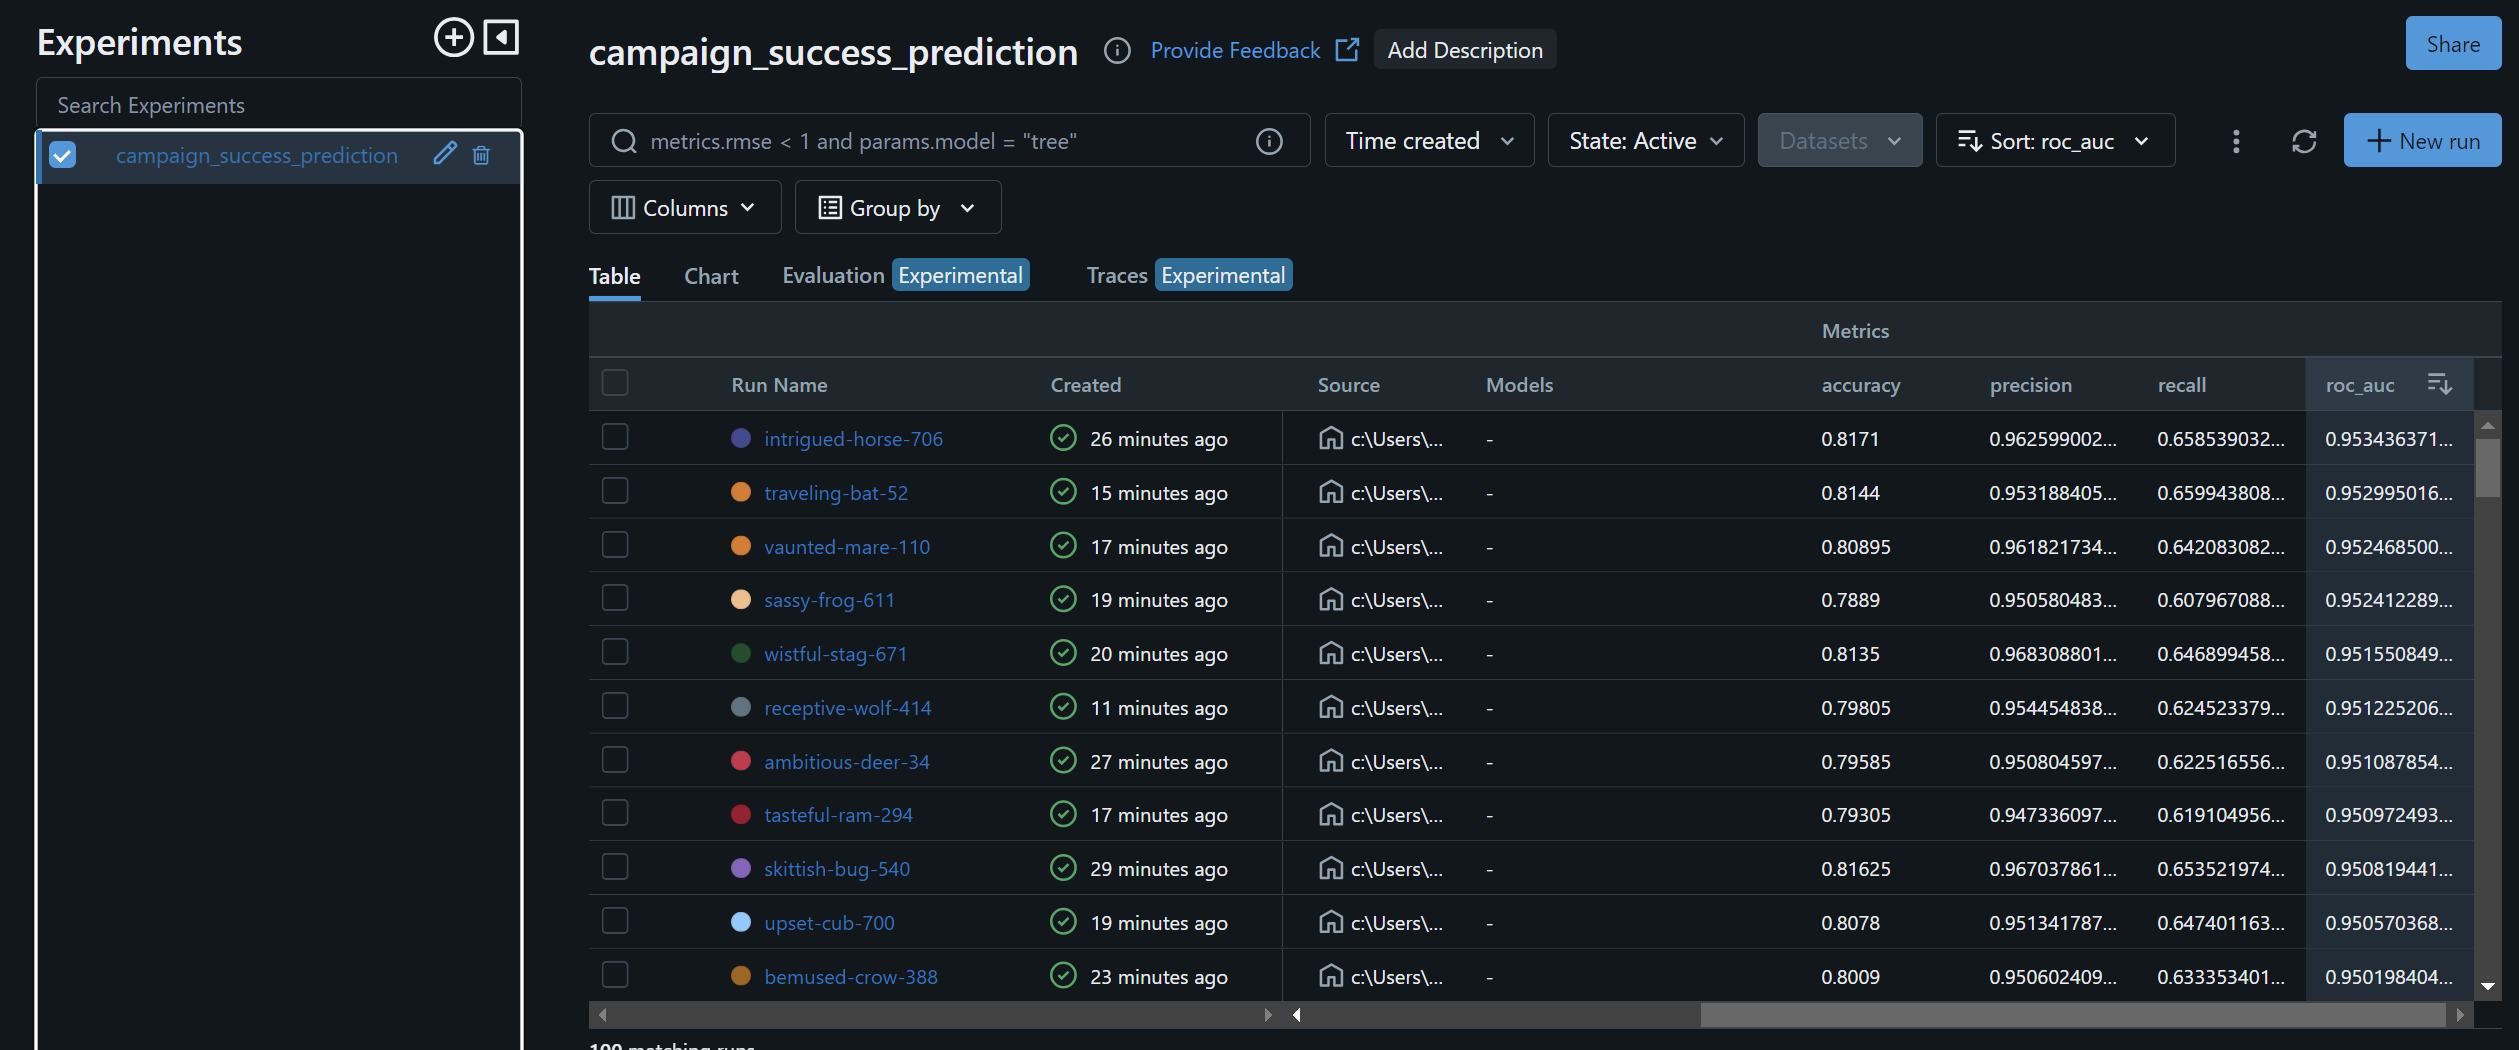 Experiments
Search Experiments
campaign_success_prediction
campaign_success_prediction Provide Feedback Add Description Share
metrics.rmse < 1 and params.model = "tree" Time created State: Active Datasets Sort: roc_auc New run
Columns Group by
Table Chart Evaluation Experimental Traces Experimental
Metrics
Run Name Created Source Models accuracy precision recall roc_auc
intrigued-horse-706 26 minutes ago c:\Users\... - 0.8171 0.962599002... 0.658539032... 0.953436371...
traveling-bat-52 15 minutes ago c:\Users\... - 0.8144 0.953188405... 0.659943808... 0.952995016...
vaunted-mare-110 17 minutes ago c:\Users\... - 0.80895 0.961821734... 0.642083082... 0.952468500...
sassy-frog-611 19 minutes ago c:\Users\... - 0.7889 0.950580483... 0.607967088... 0.952412289...
wistful-stag-671 20 minutes ago c:\Users\... - 0.8135 0.968308801... 0.646899458... 0.951550849...
receptive-wolf-414 11 minutes ago c:\Users\... - 0.79805 0.954454838... 0.624523379... 0.951225206...
ambitious-deer-34 27 minutes ago c:\Users\... - 0.79585 0.950804597... 0.622516556... 0.951087854...
tasteful-ram-294 17 minutes ago c:\Users\... - 0.79305 0.947336097... 0.619104956... 0.950972493...
skittish-bug-540 29 minutes ago c:\Users\... - 0.81625 0.967037861... 0.653521974... 0.950819441...
upset-cub-700 19 minutes ago c:\Users\... - 0.8078 0.951341787... 0.647401163... 0.950570368...
bemused-crow-388 23 minutes ago c:\Users\... - 0.8009 0.950602409... 0.633353401... 0.950198404...
100 matching runs